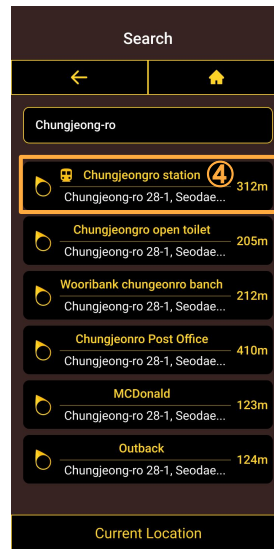 Search
Chungjeong-ro
Chungjeongro station ④
312m
Chungjeong-ro 28-1, Seodae...
Chungjeongro open toilet
205m
Chungjeong-ro 28-1, Seodae...
Wooribank chungeonro banch
212m
Chungjeong-ro 28-1, Seodae...
Chungjeonro Post Office
410m
Chungjeong-ro 28-1, Seodae...
MCDonald
123m
Chungjeong-ro 28-1, Seodae...
Outback
124m
Chungjeong-ro 28-1, Seodae...
Current Location